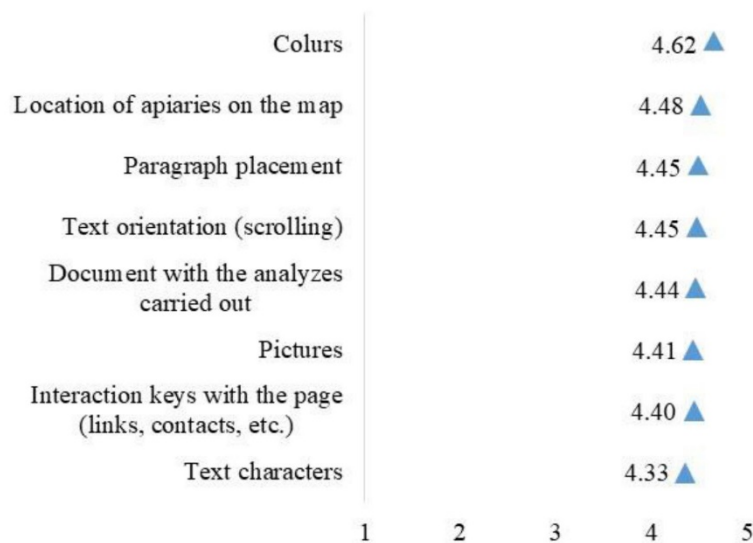 Colurs
4.62
Location of apiaries on the map
4.48
Paragraph placement
4.45
Text orientation (scrolling)
4.45
Document with the analyzes
carried out
4.44
Pictures
4.41
Interaction keys with the page
(links, contacts, etc.)
4.40
Text characters
4.33
1 2 3 4 5